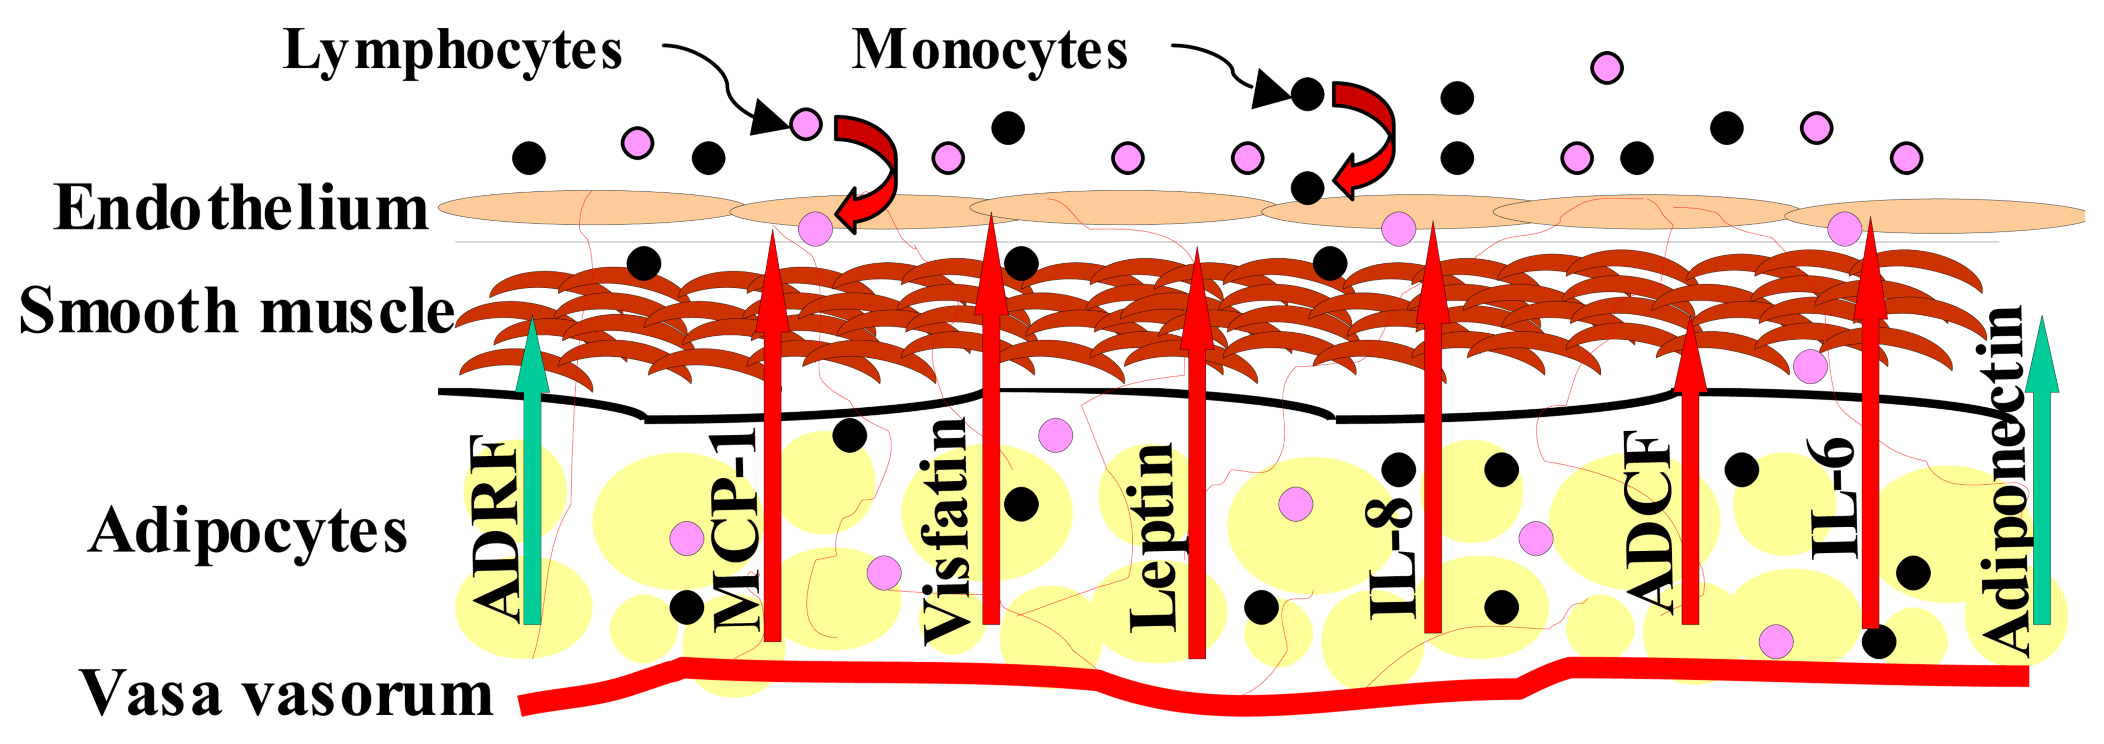 Lymphocytes
Monocytes
Endothelium
Smooth muscle
Adipocytes
Vasa vasorum
ADRF
MCP-1
Visfatin
Leptin
IL-8
ADCF
IL-6
Adiponectin